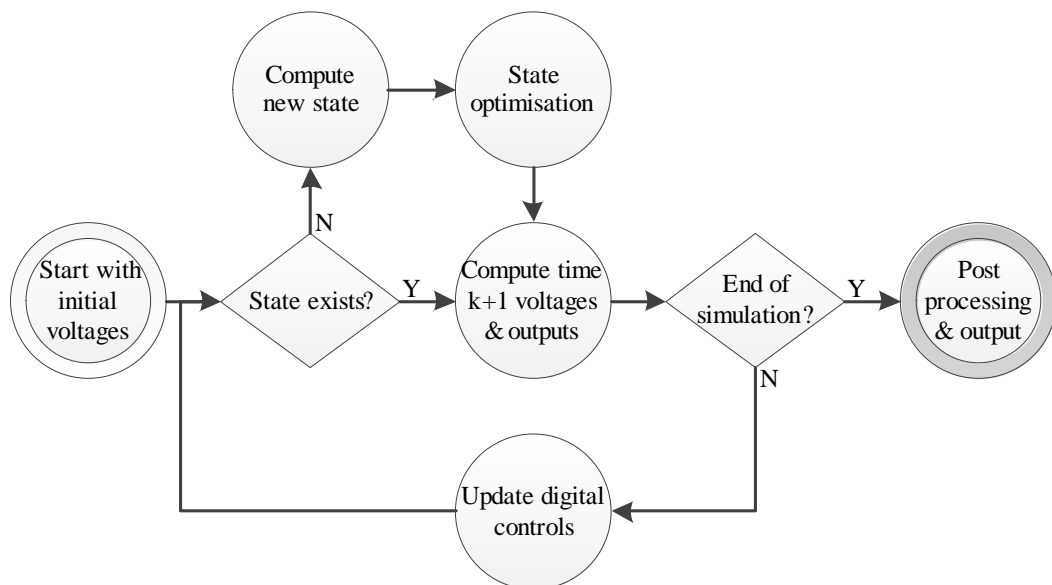 Compute
new state
State
optimisation
N
Start with
initial
voltages
State exists?
Y
Compute time
k+1 voltages
& outputs
End of
simulation?
Y
Post
processing
& output
N
Update digital
controls